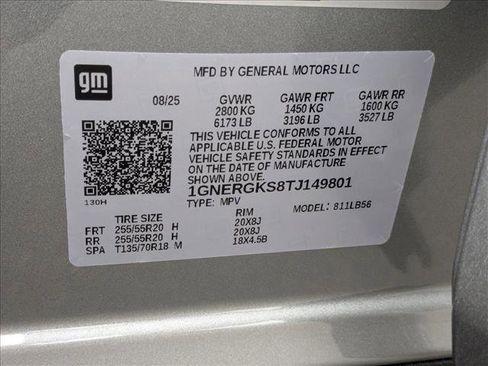 gm
MFD BY GENERAL MOTORS LLC
08/25 GVWR GAWR FRT GAWR RR
2800 KG 1450 KG 1600 KG
6173 LB 3196 LB 3527 LB
THIS VEHICLE CONFORMS TO ALL
APPLICABLE U.S. FEDERAL MOTOR
VEHICLE SAFETY STANDARDS IN EFFECT
ON THE DATE OF MANUFACTURE
SHOWN ABOVE.
1GNERGKS8TJ149801
130H TYPE: MPV MODEL: 811LB56
TIRE SIZE RIM
FRT 255/55R20 H 20X8J
RR 255/55R20 H 20X8J
SPA T135/70R18 M 18X4.5B